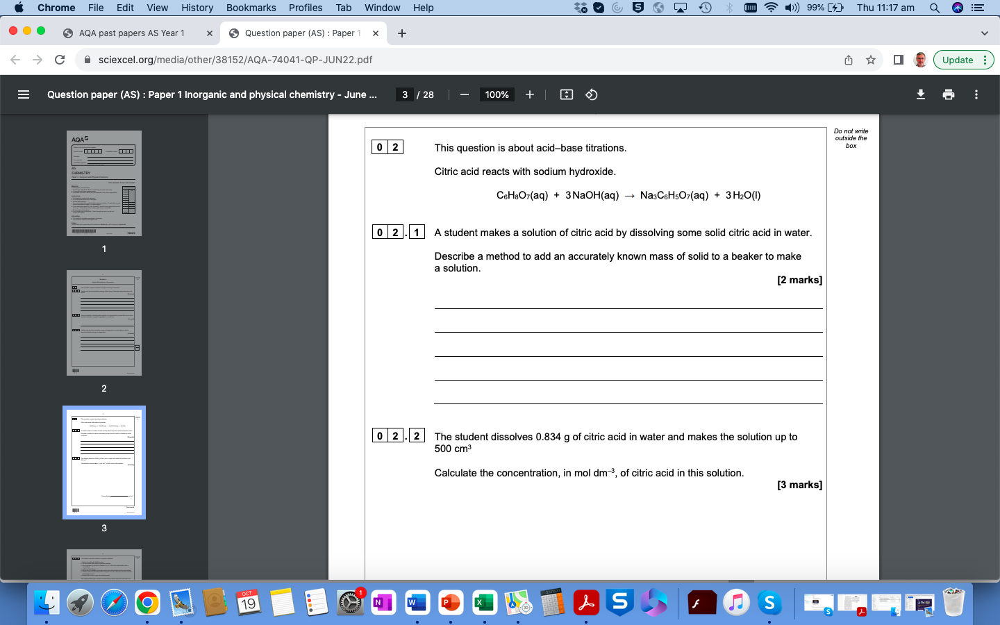 Chrome File Edit View History Bookmarks Profiles Tab Window Help 99% Thu 11:17 am
AQA past papers AS Year 1 Question paper (AS) : Paper 1
sciexcel.org/media/other/38152/AQA-74041-QP-JUN22.pdf Update
Question paper (AS) : Paper 1 Inorganic and physical chemistry - June ... 3 / 28 100%
AQA
AS
CHEMISTRY
1
2
3
Do not write
outside the
box
0 2 This question is about acid–base titrations.
Citric acid reacts with sodium hydroxide.
C₆H₈O₇(aq) + 3 NaOH(aq) → Na₃C₆H₅O₇(aq) + 3 H₂O(l)
0 2 . 1 A student makes a solution of citric acid by dissolving some solid citric acid in water.
Describe a method to add an accurately known mass of solid to a beaker to make
a solution.
[2 marks]
0 2 . 2 The student dissolves 0.834 g of citric acid in water and makes the solution up to
500 cm³
Calculate the concentration, in mol dm⁻³, of citric acid in this solution.
[3 marks]
OCT
19
1